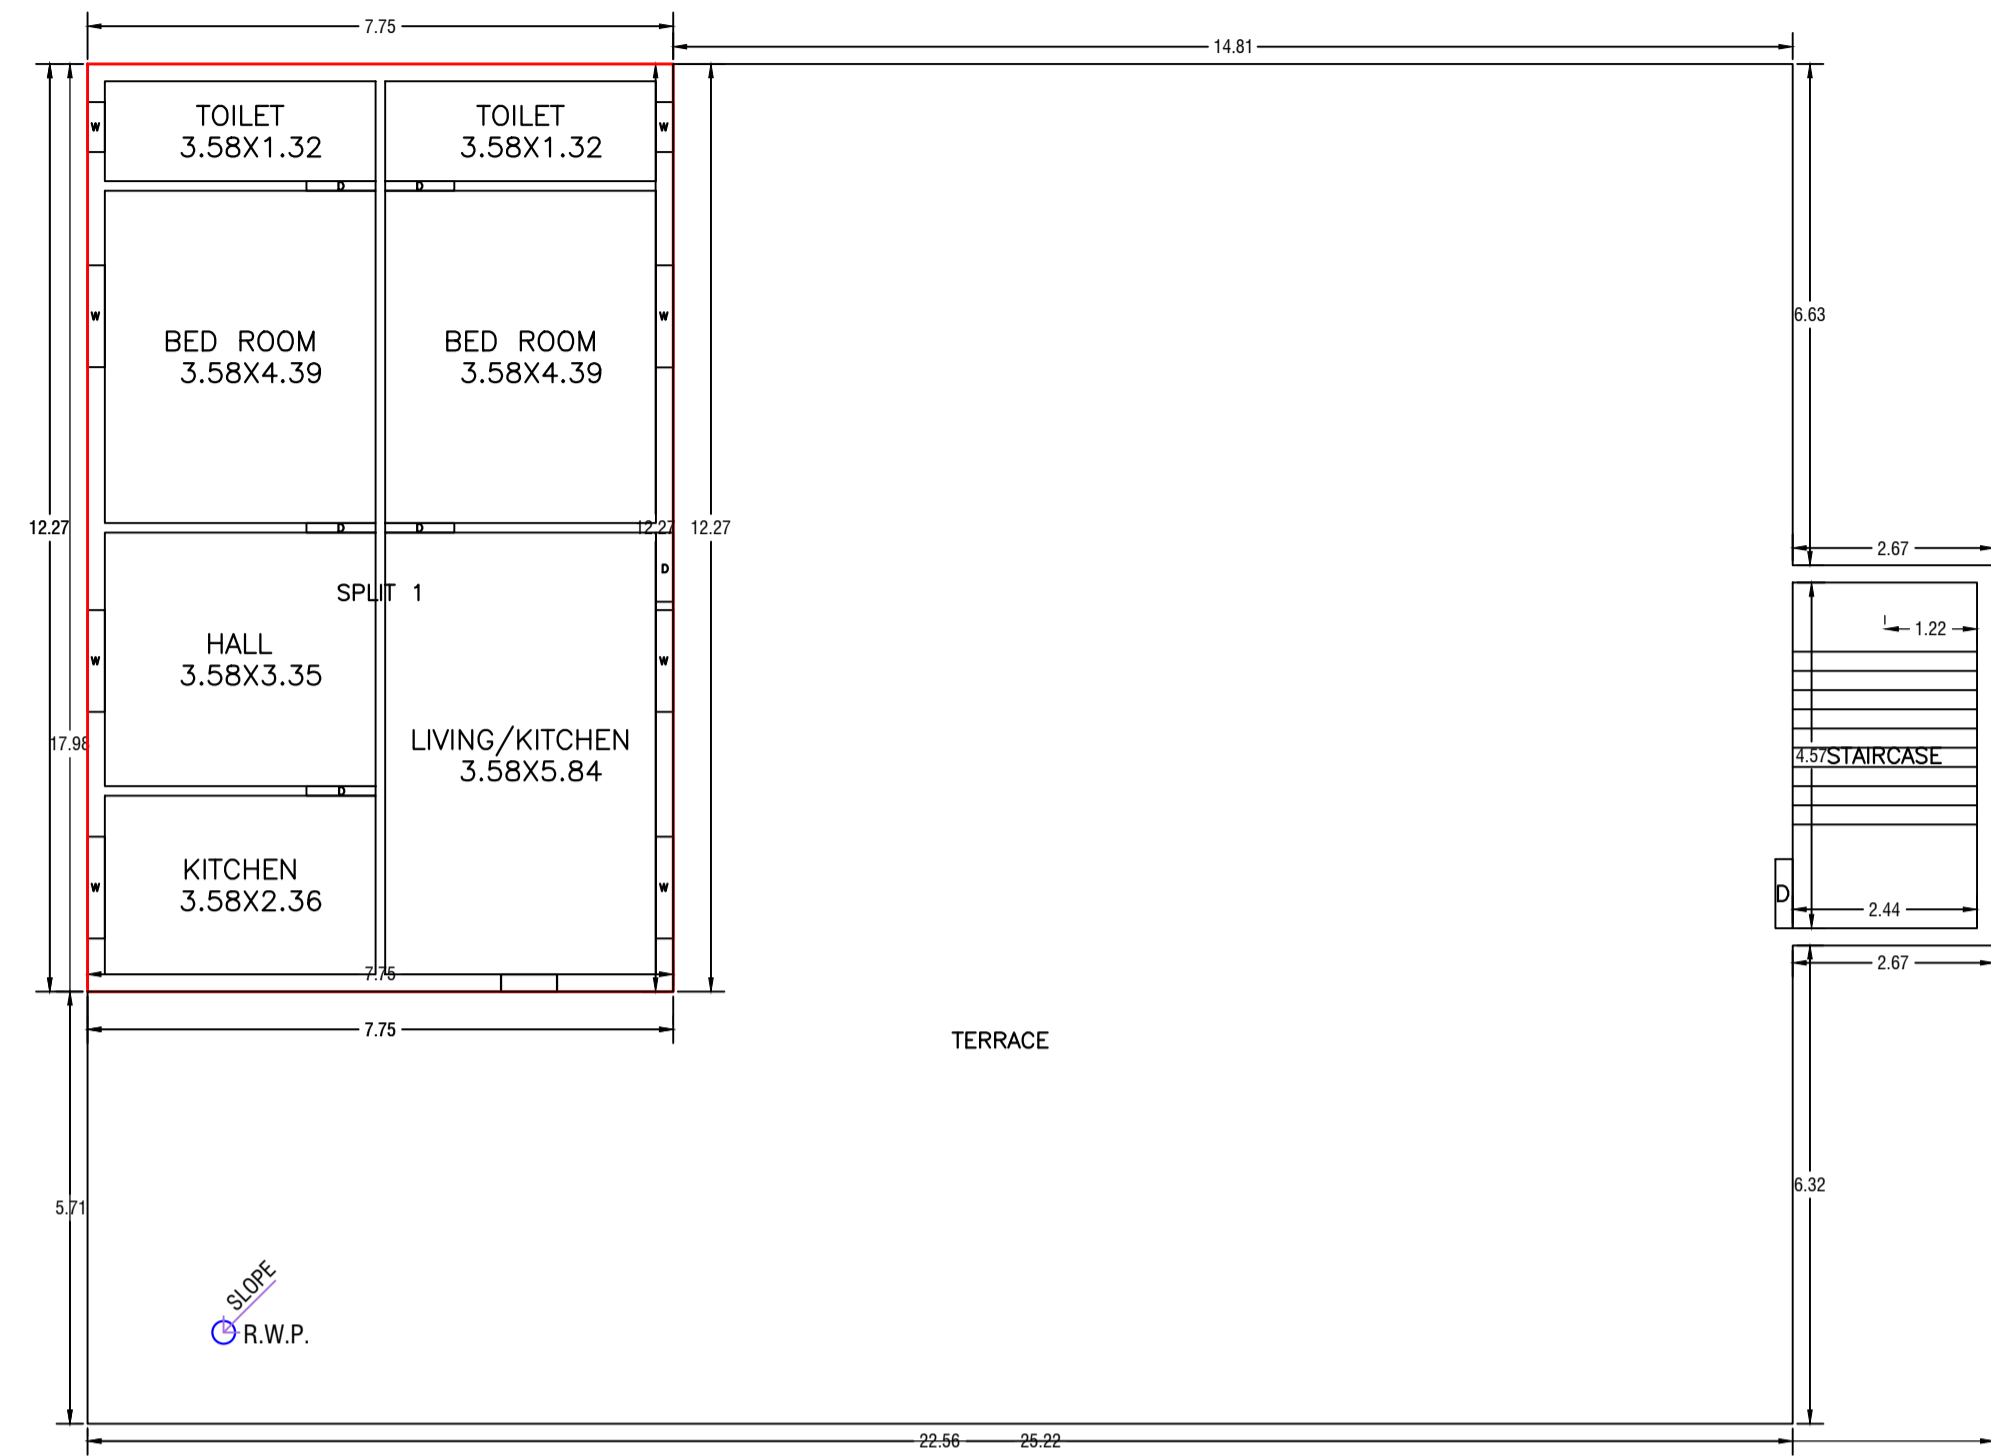 7.75
14.81
TOILET
3.58X1.32
TOILET
3.58X1.32
W
W
D
D
BED ROOM
3.58X4.39
BED ROOM
3.58X4.39
W
W
6.63
12.27
D
D
12.27
12.27
2.67
D
SPLIT 1
1.22
HALL
3.58X3.35
W
W
17.98
LIVING/KITCHEN
3.58X5.84
4.57
STAIRCASE
D
KITCHEN
3.58X2.36
W
W
D
2.44
7.75
2.67
7.75
TERRACE
5.71
6.32
SLOPE
R.W.P.
22.56
25.22